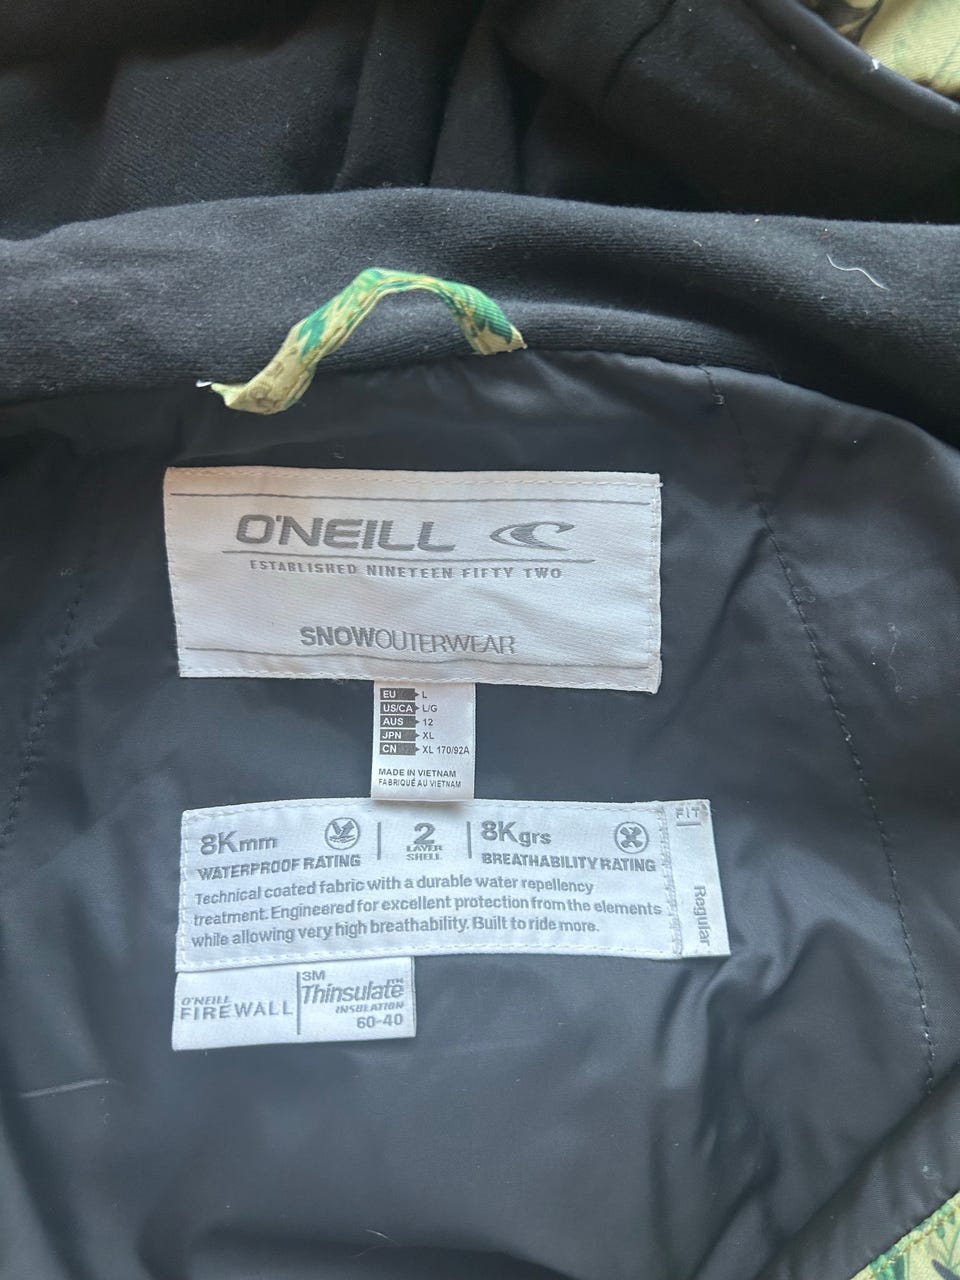 O'NEILL
ESTABLISHED NINETEEN FIFTY TWO
SNOWOUTERWEAR
EU L
US/CA L/G
AUS 12
JPN XL
CN XL 170/92A
MADE IN VIETNAM
FABRIQUÉ AU VIETNAM
8Kmm
WATERPROOF RATING
2
LAYER
SHELL
8Kgrs
BREATHABILITY RATING
Technical coated fabric with a durable water repellency
treatment. Engineered for excellent protection from the elements
while allowing very high breathability. Built to ride more.
FIT
Regular
O'NEILL
FIREWALL
3M
Thinsulate™
INSULATION
60-40